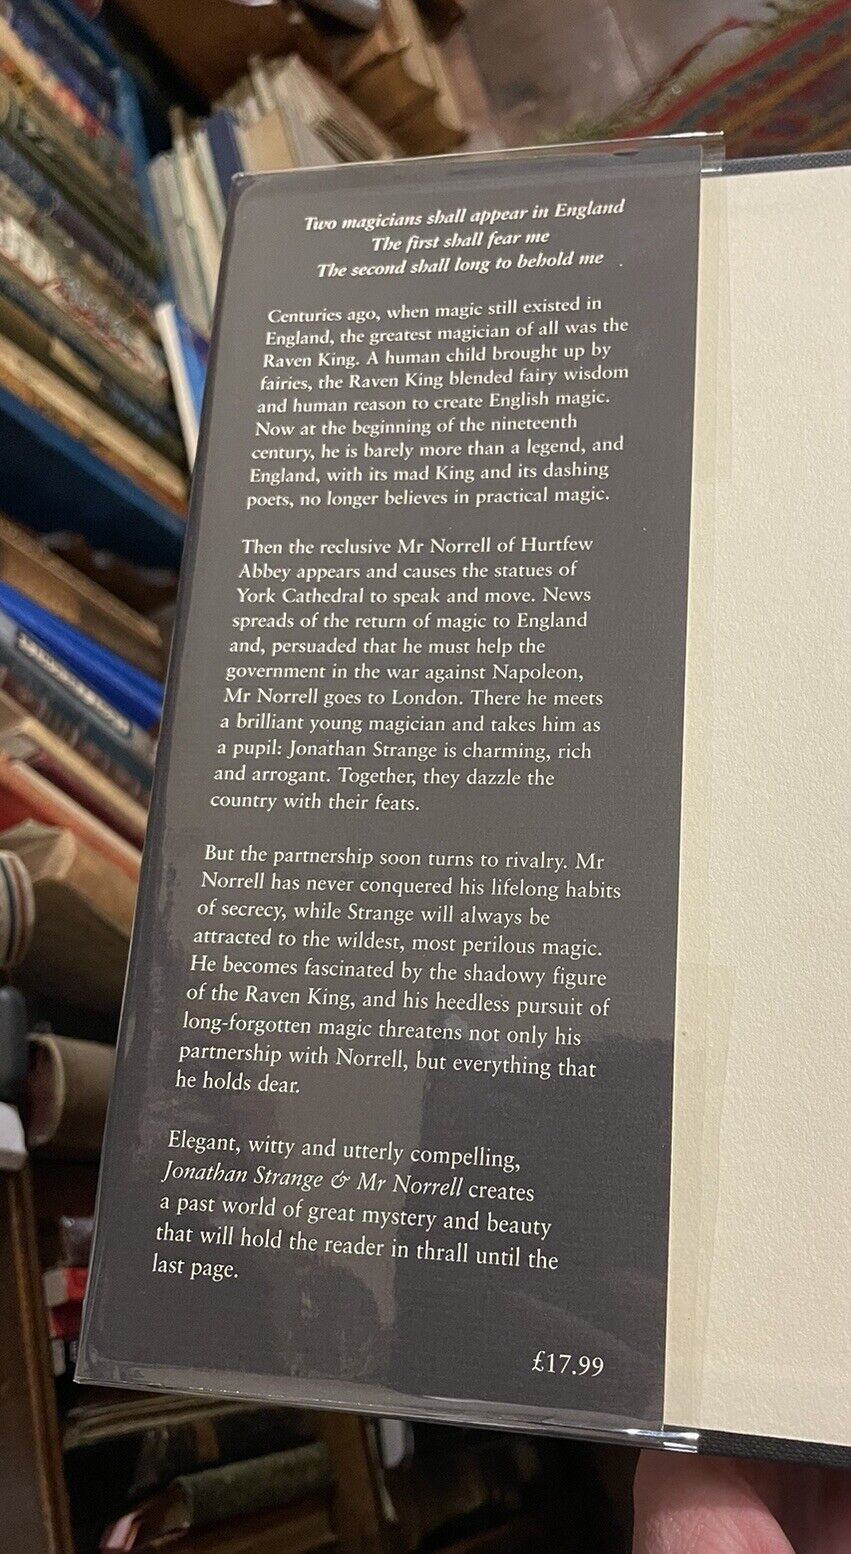 Two magicians shall appear in England
The first shall fear me
The second shall long to behold me
Centuries ago, when magic still existed in
England, the greatest magician of all was the
Raven King. A human child brought up by
fairies, the Raven King blended fairy wisdom
and human reason to create English magic.
Now at the beginning of the nineteenth
century, he is barely more than a legend, and
England, with its mad King and its dashing
poets, no longer believes in practical magic.
Then the reclusive Mr Norrell of Hurtfew
Abbey appears and causes the statues of
York Cathedral to speak and move. News
spreads of the return of magic to England
and, persuaded that he must help the
government in the war against Napoleon,
Mr Norrell goes to London. There he meets
a brilliant young magician and takes him as
a pupil: Jonathan Strange is charming, rich
and arrogant. Together, they dazzle the
country with their feats.
But the partnership soon turns to rivalry. Mr
Norrell has never conquered his lifelong habits
of secrecy, while Strange will always be
attracted to the wildest, most perilous magic.
He becomes fascinated by the shadowy figure
of the Raven King, and his heedless pursuit of
long-forgotten magic threatens not only his
partnership with Norrell, but everything that
he holds dear.
Elegant, witty and utterly compelling,
Jonathan Strange & Mr Norrell creates
a past world of great mystery and beauty
that will hold the reader in thrall until the
last page.
£17.99